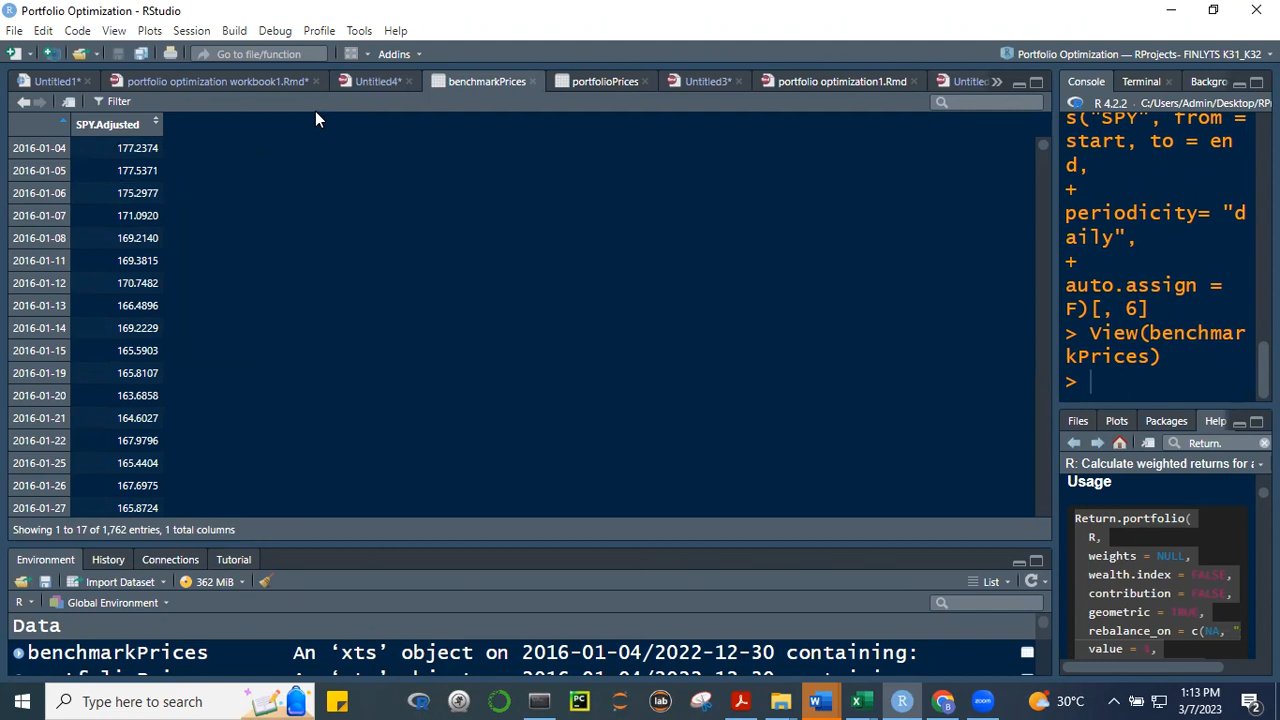 Portfolio Optimization - RStudio
File Edit Code View Plots Session Build Debug Profile Tools Help
Go to file/function Addins Portfolio Optimization — RProjects- FINLYTS K31_K32
Untitled1* portfolio optimization workbook1.Rmd* Untitled4* benchmarkPrices portfolioPrices Untitled3* portfolio optimization1.Rmd Untitled
Filter
SPY.Adjusted
2016-01-04 177.2374
2016-01-05 177.5371
2016-01-06 175.2977
2016-01-07 171.0920
2016-01-08 169.2140
2016-01-11 169.3815
2016-01-12 170.7482
2016-01-13 166.4896
2016-01-14 169.2229
2016-01-15 165.5903
2016-01-19 165.8107
2016-01-20 163.6858
2016-01-21 164.6027
2016-01-22 167.9796
2016-01-25 165.4404
2016-01-26 167.6975
2016-01-27 165.8724
Showing 1 to 17 of 1,762 entries, 1 total columns
Environment History Connections Tutorial
Import Dataset 362 MiB List
R Global Environment
Data
benchmarkPrices An ‘xts’ object on 2016-01-04/2022-12-30 containing:
Console Terminal Backgro
R 4.2.2 C:/Users/Admin/Desktop/RP
s("SPY", from =
start, to = en
d,
+
periodicity= "d
aily",
+
auto.assign =
F)[, 6]
> View(benchmar
kPrices)
>
Files Plots Packages Help
Return.
R: Calculate weighted returns for a
Usage
Return.portfolio(
R,
weights = NULL,
wealth.index = FALSE,
contribution = FALSE,
geometric = TRUE,
rebalance_on = c(NA, "
value = 1,
Type here to search 30°C 1:13 PM
3/7/2023 2